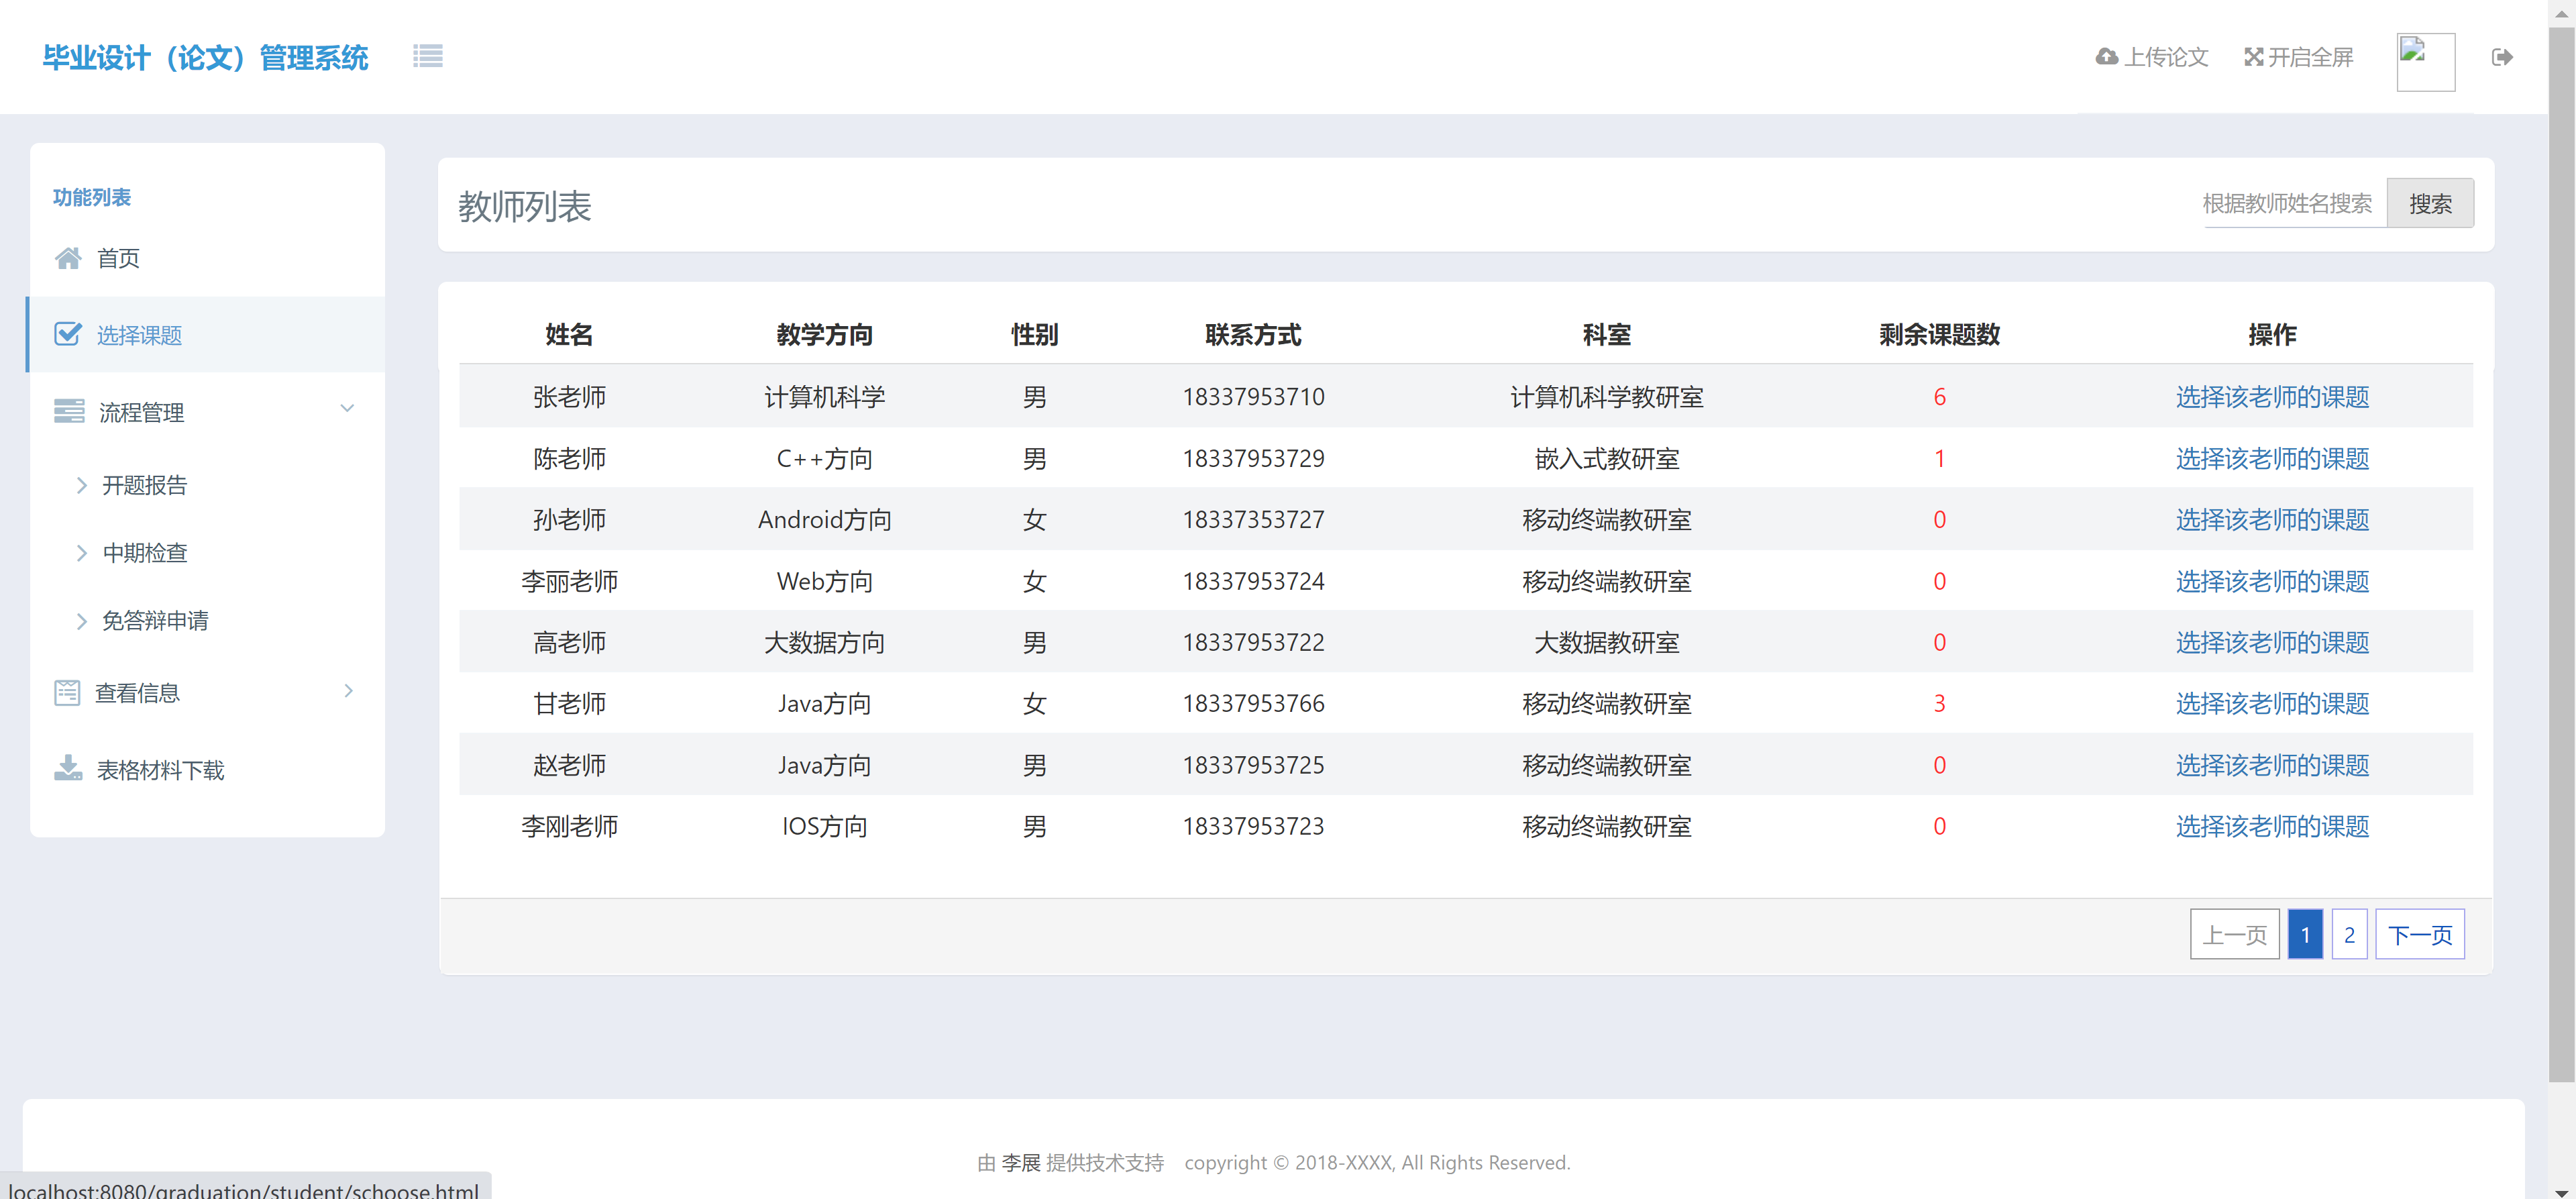 毕业设计（论文）管理系统
上传论文 开启全屏
功能列表
首页
选择课题
流程管理
开题报告
中期检查
免答辩申请
查看信息
表格材料下载
教师列表
根据教师姓名搜索 搜索
姓名 教学方向 性别 联系方式 科室 剩余课题数 操作
张老师 计算机科学 男 18337953710 计算机科学教研室 6 选择该老师的课题
陈老师 C++方向 男 18337953729 嵌入式教研室 1 选择该老师的课题
孙老师 Android方向 女 18337353727 移动终端教研室 0 选择该老师的课题
李丽老师 Web方向 女 18337953724 移动终端教研室 0 选择该老师的课题
高老师 大数据方向 男 18337953722 大数据教研室 0 选择该老师的课题
甘老师 Java方向 女 18337953766 移动终端教研室 3 选择该老师的课题
赵老师 Java方向 男 18337953725 移动终端教研室 0 选择该老师的课题
李刚老师 IOS方向 男 18337953723 移动终端教研室 0 选择该老师的课题
上一页 1 2 下一页
由 李展 提供技术支持 copyright © 2018-XXXX, All Rights Reserved.
localhost:8080/graduation/student/schoose.html